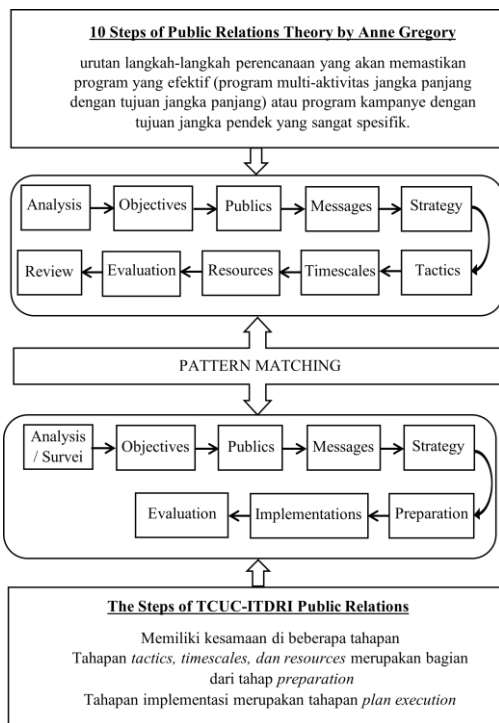 10 Steps of Public Relations Theory by Anne Gregory
urutan langkah-langkah perencanaan yang akan memastikan
program yang efektif (program multi-aktivitas jangka panjang
dengan tujuan jangka panjang) atau program kampanye dengan
tujuan jangka pendek yang sangat spesifik.
Analysis
Objectives
Publics
Messages
Strategy
Tactics
Timescales
Resources
Evaluation
Review
PATTERN MATCHING
Analysis
/ Survei
Objectives
Publics
Messages
Strategy
Preparation
Implementations
Evaluation
The Steps of TCUC-ITDRI Public Relations
Memiliki kesamaan di beberapa tahapan
Tahapan tactics, timescales, dan resources merupakan bagian
dari tahap preparation
Tahapan implementasi merupakan tahapan plan execution